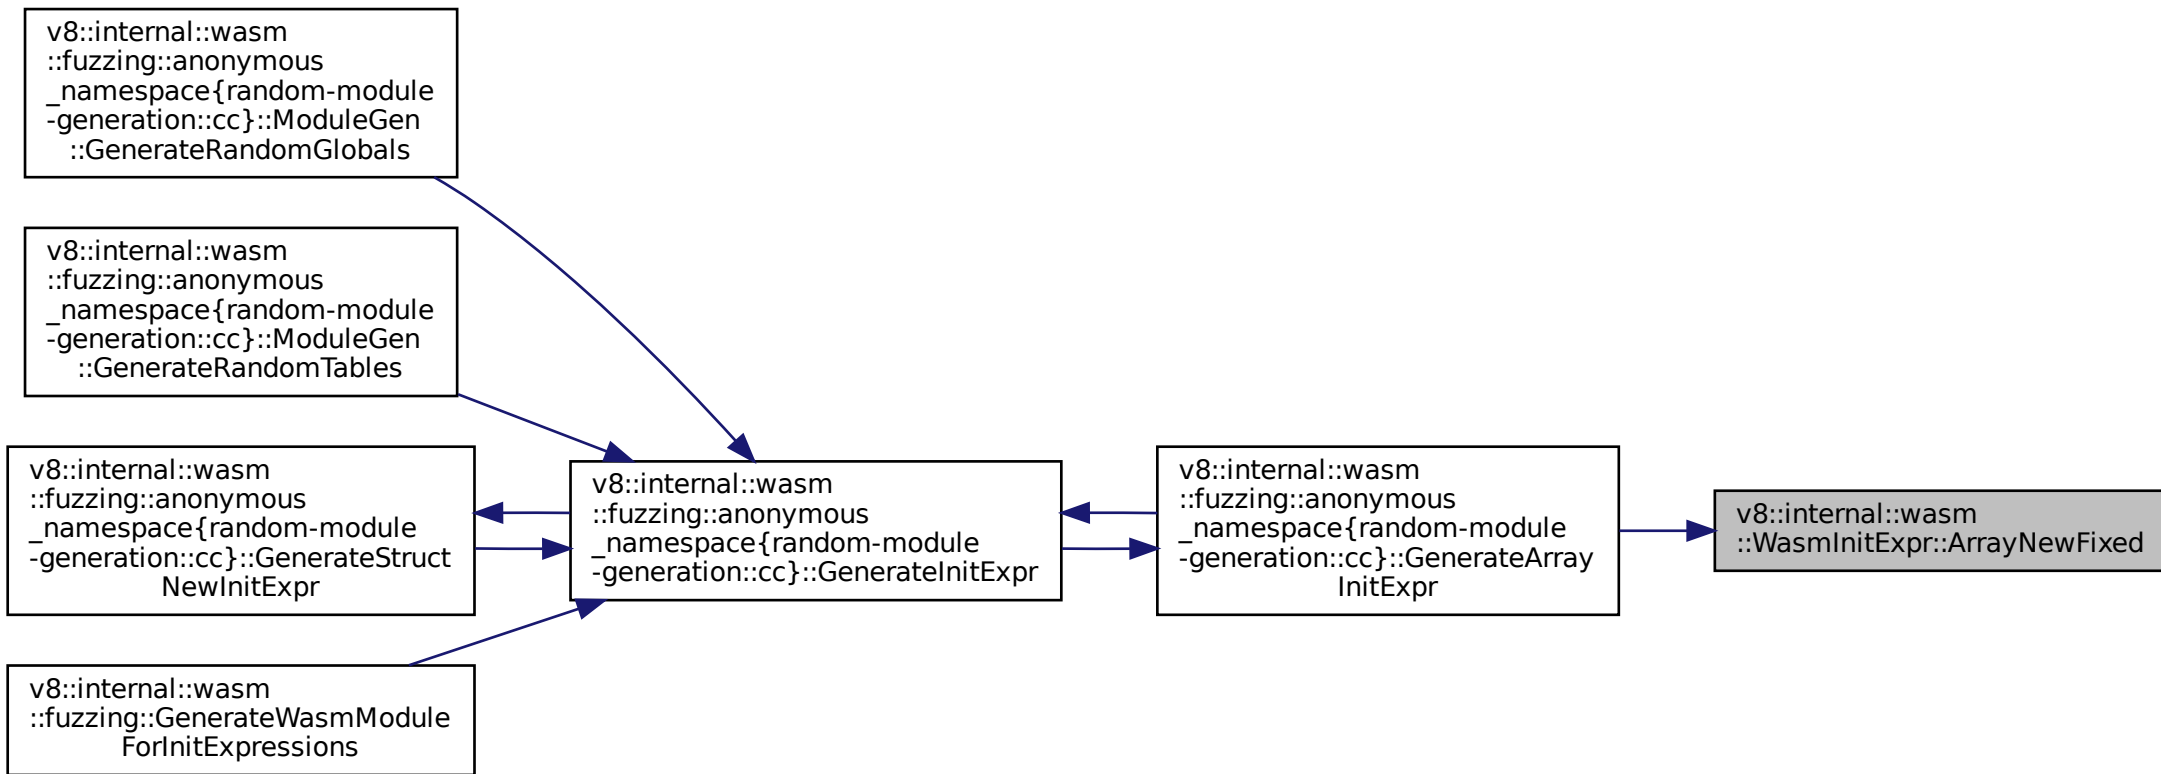 v8::internal::wasm
::fuzzing::anonymous
_namespace{random-module
-generation::cc}::ModuleGen
::GenerateRandomGlobals
v8::internal::wasm
::fuzzing::anonymous
_namespace{random-module
-generation::cc}::ModuleGen
::GenerateRandomTables
v8::internal::wasm
::fuzzing::anonymous
_namespace{random-module
-generation::cc}::GenerateStruct
NewInitExpr
v8::internal::wasm
::fuzzing::GenerateWasmModule
ForInitExpressions
v8::internal::wasm
::fuzzing::anonymous
_namespace{random-module
-generation::cc}::GenerateInitExpr
v8::internal::wasm
::fuzzing::anonymous
_namespace{random-module
-generation::cc}::GenerateArray
InitExpr
v8::internal::wasm
::WasmInitExpr::ArrayNewFixed